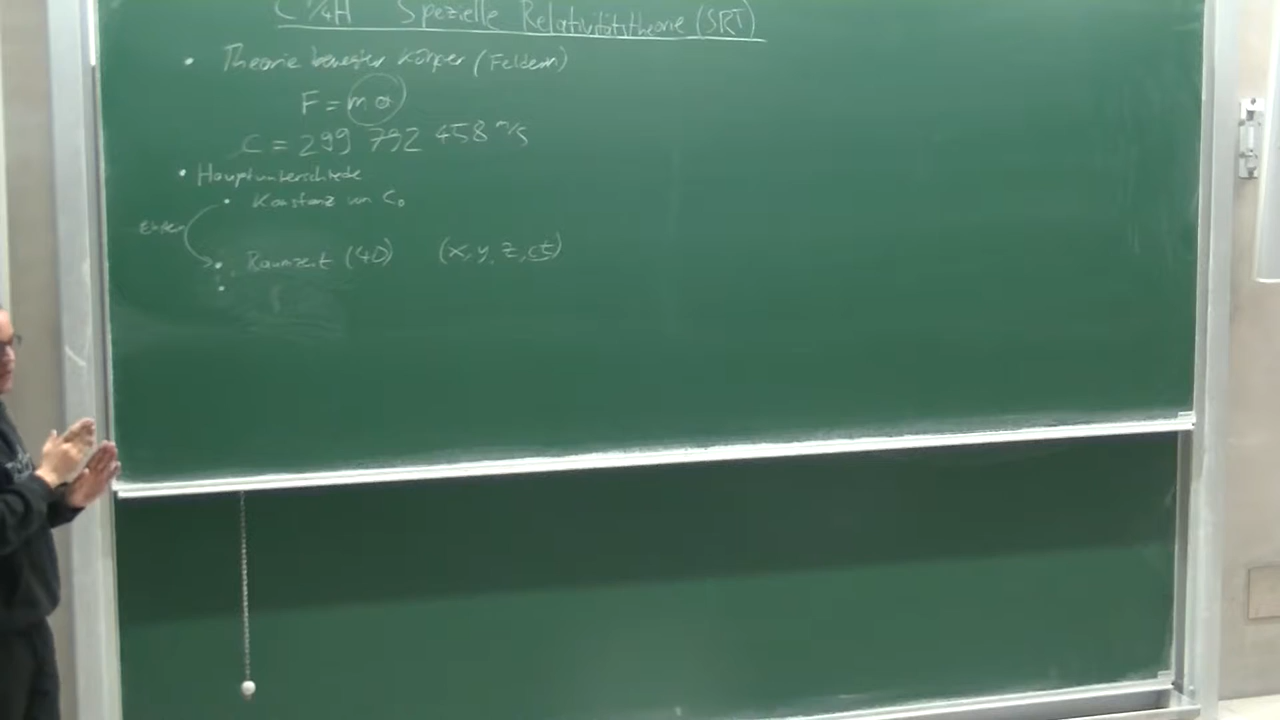 Spezielle Relativitätstheorie (SRT)
• Theorie bewegter Körper (Feldern)
F = m a
c = 299 792 458 m/s
• Hauptunterschiede
• Konstanz von C₀
• Raumzeit (4D) (x, y, z, ct)
•